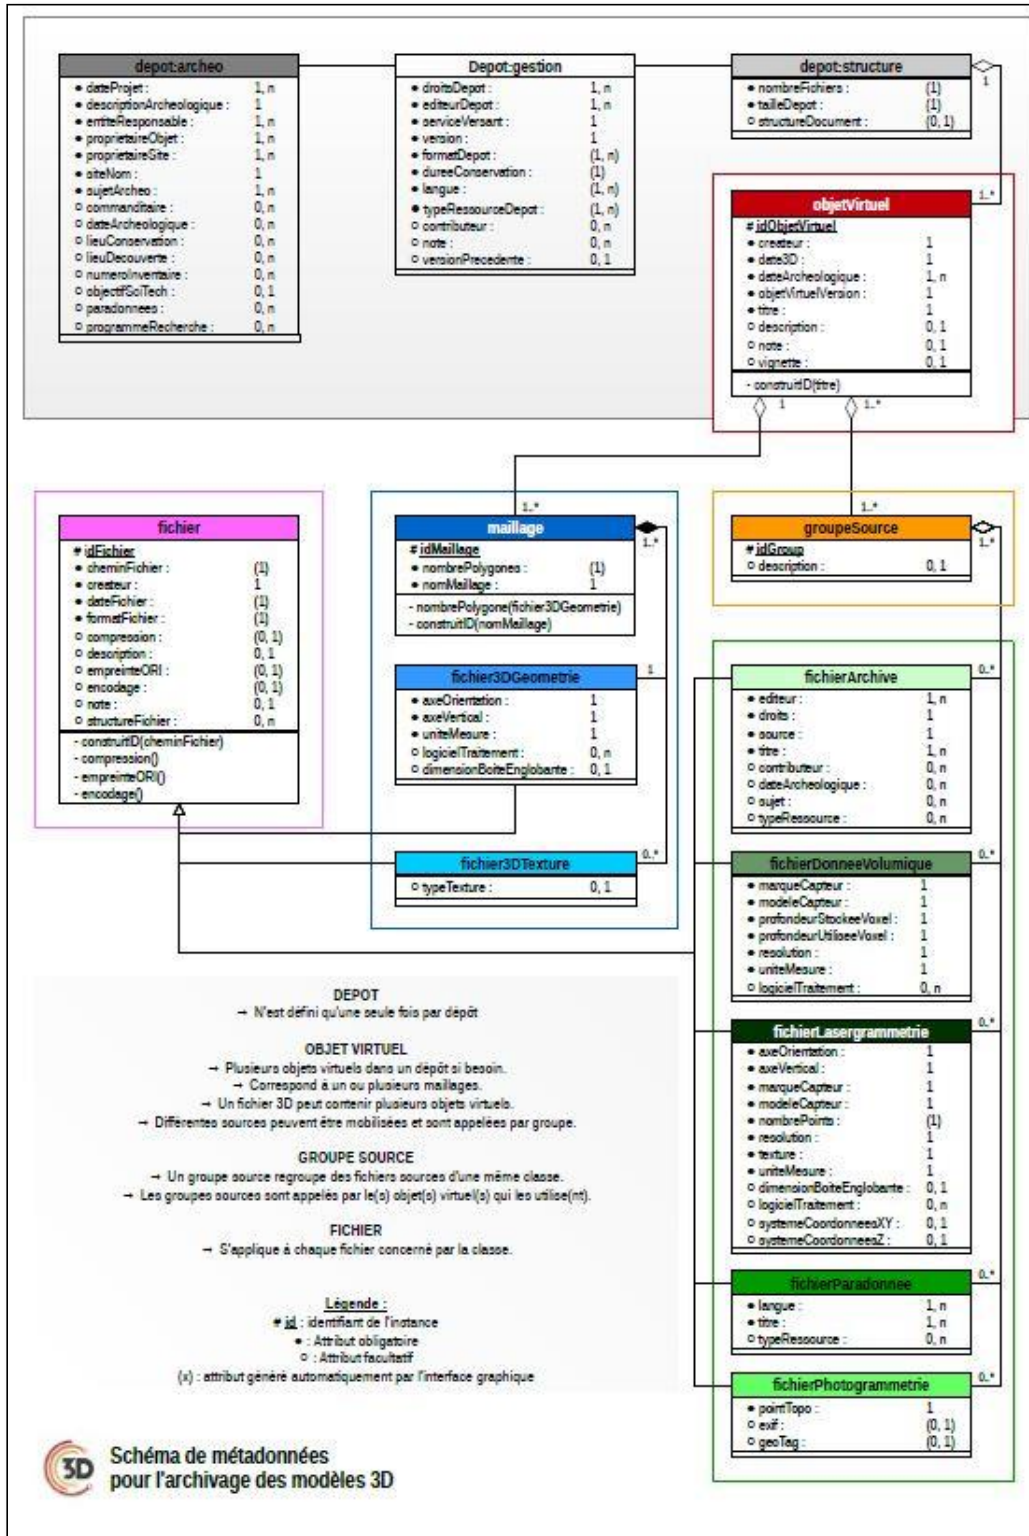 depot:archeo
● dateProjet : 1, n
● descriptionArcheologique : 1
● entiteResponsable : 1, n
● proprietaireObjet : 1, n
● proprietaireSite : 1, n
● siteNom : 1
● sujetArcheo : 1, n
○ commanditaire : 0, n
○ dateArcheologique : 0, n
○ lieuConservation : 0, n
○ lieuDecouverte : 0, n
○ numeroInventaire : 0, n
○ objectifSciTech : 0, 1
○ paradonnees : 0, n
○ programmeRecherche : 0, n
Depot:gestion
● droitsDepot : 1, n
● editeurDepot : 1, n
● serviceVersant : 1
● version : 1
● formatDepot : (1, n)
● dureeConservation : (1)
● langue : (1, n)
● typeRessourceDepot : (1, n)
○ contributeur : 0, n
○ note : 0, n
○ versionPrecedente : 0, 1
depot:structure
● nombreFichiers : (1)
● tailleDepot : (1)
○ structureDocument : (0, 1)
1
1..*
objetVirtuel
# idObjetVirtuel
● createur : 1
● date3D : 1
● dateArcheologique : 1, n
● objetVirtuelVersion : 1
● titre : 1
○ description : 0, 1
○ note : 0, 1
○ vignette : 0, 1
- construitID(titre)
1
1..*
fichier
# idFichier
● cheminFichier : (1)
● createur : 1
● dateFichier : (1)
● formatFichier : (1)
○ compression : (0, 1)
○ description : 0, 1
○ empreinteORI : (0, 1)
○ encodage : (0, 1)
○ note : 0, 1
○ structureFichier : 0, n
- construitID(cheminFichier)
- compression()
- empreinteORI()
- encodage()
1..*
maillage
1..*
# idMaillage
● nombrePolygones : (1)
● nomMaillage : 1
- nombrePolygone(fichier3DGeometrie)
- construitID(nomMaillage)
fichier3DGeometrie
1
● axeOrientation : 1
● axeVertical : 1
● uniteMesure : 1
○ logicielTraitement : 0, n
○ dimensionBoiteEnglobante : 0, 1
fichier3DTexture
0..*
○ typeTexture : 0, 1
1..*
groupeSource
1..*
# idGroup
○ description : 0, 1
fichierArchive
0..*
● editeur : 1, n
● droits : 1
● source : 1
● titre : 1, n
○ contributeur : 0, n
○ dateArcheologique : 0, n
○ sujet : 0, n
○ typeRessource : 0, n
fichierDonneeVolumique
0..*
● marqueCapteur : 1
● modeleCapteur : 1
● profondeurStockeeVoxel : 1
● profondeurUtiliseeVoxel : 1
● resolution : 1
● uniteMesure : 1
○ logicielTraitement : 0, n
fichierLasergrammetrie
0..*
● axeOrientation : 1
● axeVertical : 1
● marqueCapteur : 1
● modeleCapteur : 1
● nombrePoints : (1)
● resolution : 1
● texture : 1
● uniteMesure : 1
○ dimensionBoiteEnglobante : 0, 1
○ logicielTraitement : 0, n
○ systemeCoordonneesXY : 0, 1
○ systemeCoordonneesZ : 0, 1
fichierParadonnee
0..*
● langue : 1, n
● titre : 1, n
○ typeRessource : 0, n
fichierPhotogrammetrie
0..*
● pointTopo : 1
○ exif : (0, 1)
○ geoTag : (0, 1)
DEPOT
→ N'est défini qu'une seule fois par dépôt
OBJET VIRTUEL
→ Plusieurs objets virtuels dans un dépôt si besoin.
→ Correspond à un ou plusieurs maillages.
→ Un fichier 3D peut contenir plusieurs objets virtuels.
→ Différentes sources peuvent être mobilisées et sont appelées par groupe.
GROUPE SOURCE
→ Un groupe source regroupe des fichiers sources d'une même classe.
→ Les groupes sources sont appelés par le(s) objet(s) virtuel(s) qui les utilise(nt).
FICHIER
→ S'applique à chaque fichier concerné par la classe.
Légende :
# id : identifiant de l'instance
● : Attribut obligatoire
○ : Attribut facultatif
(x) : attribut généré automatiquement par l'interface graphique
3D
Schéma de métadonnées
pour l'archivage des modèles 3D